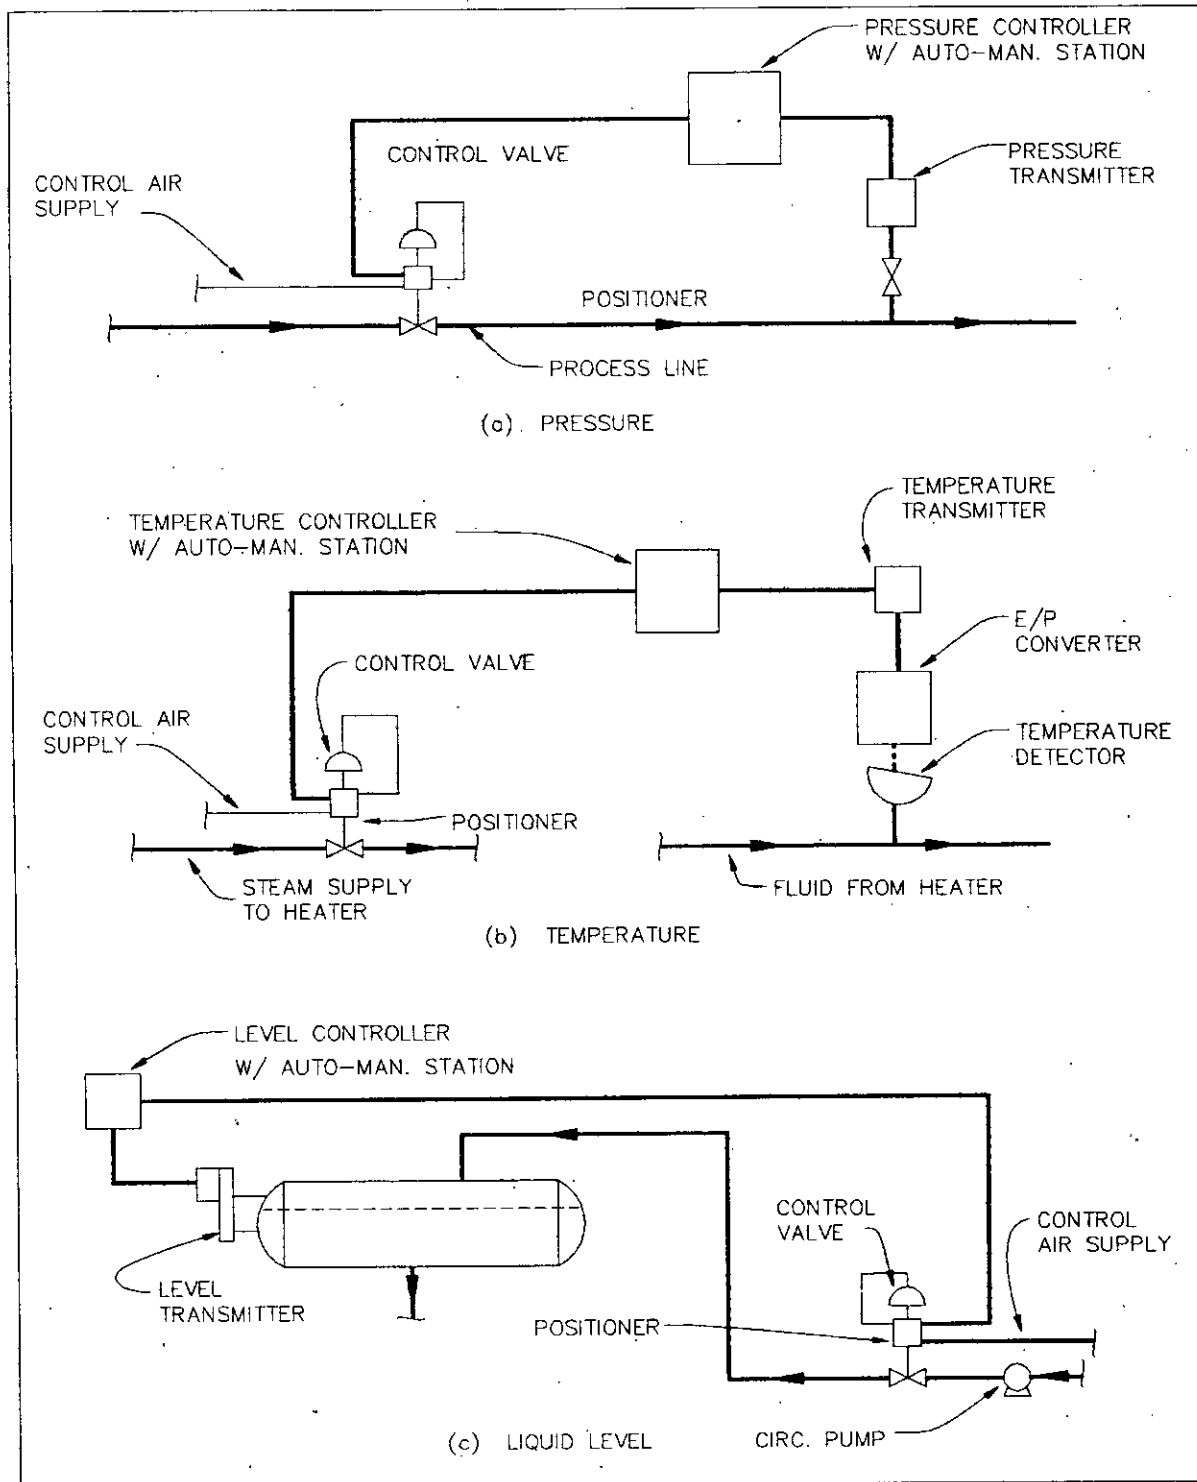 PRESSURE CONTROLLER
W/ AUTO-MAN. STATION
CONTROL VALVE
PRESSURE
TRANSMITTER
CONTROL AIR
SUPPLY
POSITIONER
PROCESS LINE
(a). PRESSURE
TEMPERATURE
TRANSMITTER
TEMPERATURE CONTROLLER
W/ AUTO-MAN. STATION
E/P
CONVERTER
CONTROL VALVE
CONTROL AIR
SUPPLY
TEMPERATURE
DETECTOR
POSITIONER
STEAM SUPPLY
TO HEATER
FLUID FROM HEATER
(b) TEMPERATURE
LEVEL CONTROLLER
W/ AUTO-MAN. STATION
CONTROL
VALVE
CONTROL
AIR SUPPLY
LEVEL
TRANSMITTER
POSITIONER
(c) LIQUID LEVEL
CIRC. PUMP